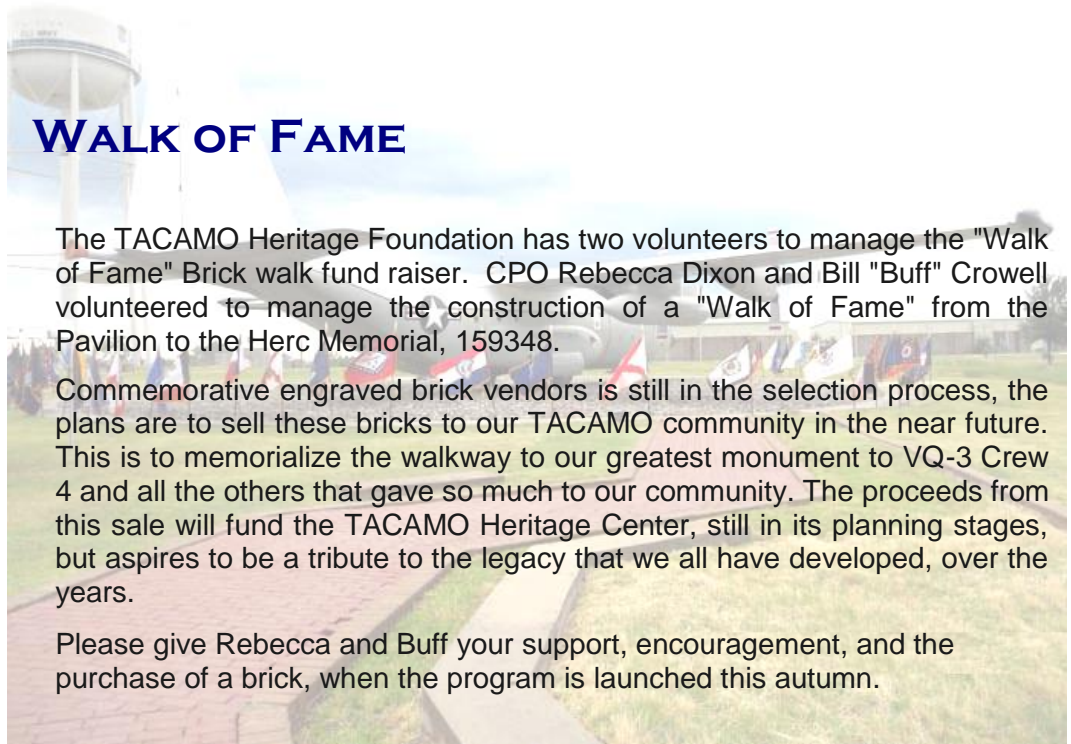 WALK OF FAME
The TACAMO Heritage Foundation has two volunteers to manage the "Walk
of Fame" Brick walk fund raiser. CPO Rebecca Dixon and Bill "Buff" Crowell
volunteered to manage the construction of a "Walk of Fame" from the
Pavilion to the Herc Memorial, 159348.
Commemorative engraved brick vendors is still in the selection process, the
plans are to sell these bricks to our TACAMO community in the near future.
This is to memorialize the walkway to our greatest monument to VQ-3 Crew
4 and all the others that gave so much to our community. The proceeds from
this sale will fund the TACAMO Heritage Center, still in its planning stages,
but aspires to be a tribute to the legacy that we all have developed, over the
years.
Please give Rebecca and Buff your support, encouragement, and the
purchase of a brick, when the program is launched this autumn.